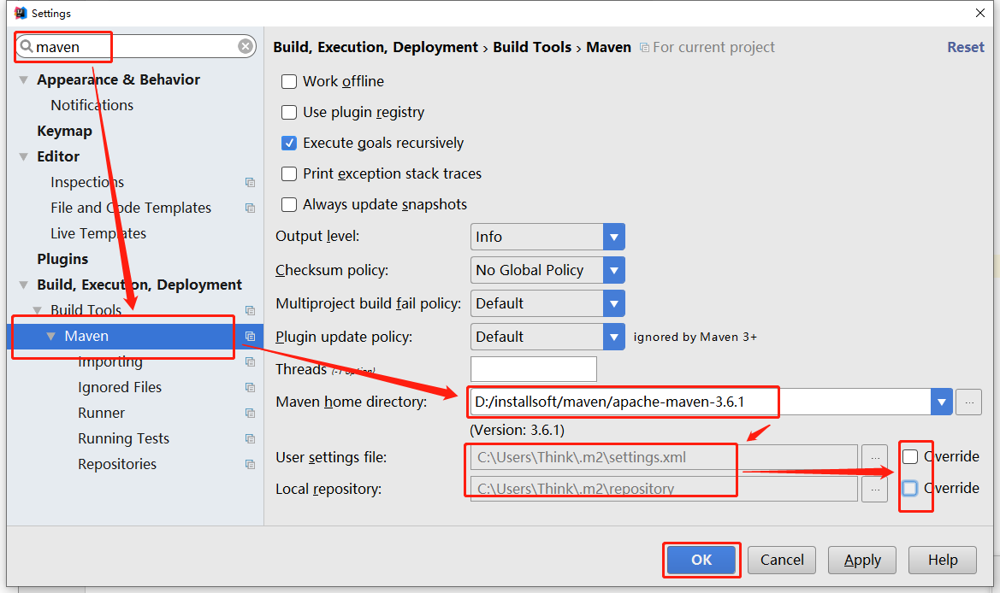 Settings
maven
Appearance & Behavior
Notifications
Keymap
Editor
Inspections
File and Code Templates
Live Templates
Plugins
Build, Execution, Deployment
Build Tools
Maven
Importing
Ignored Files
Runner
Running Tests
Repositories
Build, Execution, Deployment › Build Tools › Maven For current project Reset
Work offline
Use plugin registry
Execute goals recursively
Print exception stack traces
Always update snapshots
Output level: Info
Checksum policy: No Global Policy
Multiproject build fail policy: Default
Plugin update policy: Default ignored by Maven 3+
Threads (-T option)
Maven home directory: D:/installsoft/maven/apache-maven-3.6.1 ...
(Version: 3.6.1)
User settings file: C:\Users\Think\.m2\settings.xml ... Override
Local repository: C:\Users\Think\.m2\repository ... Override
OK Cancel Apply Help